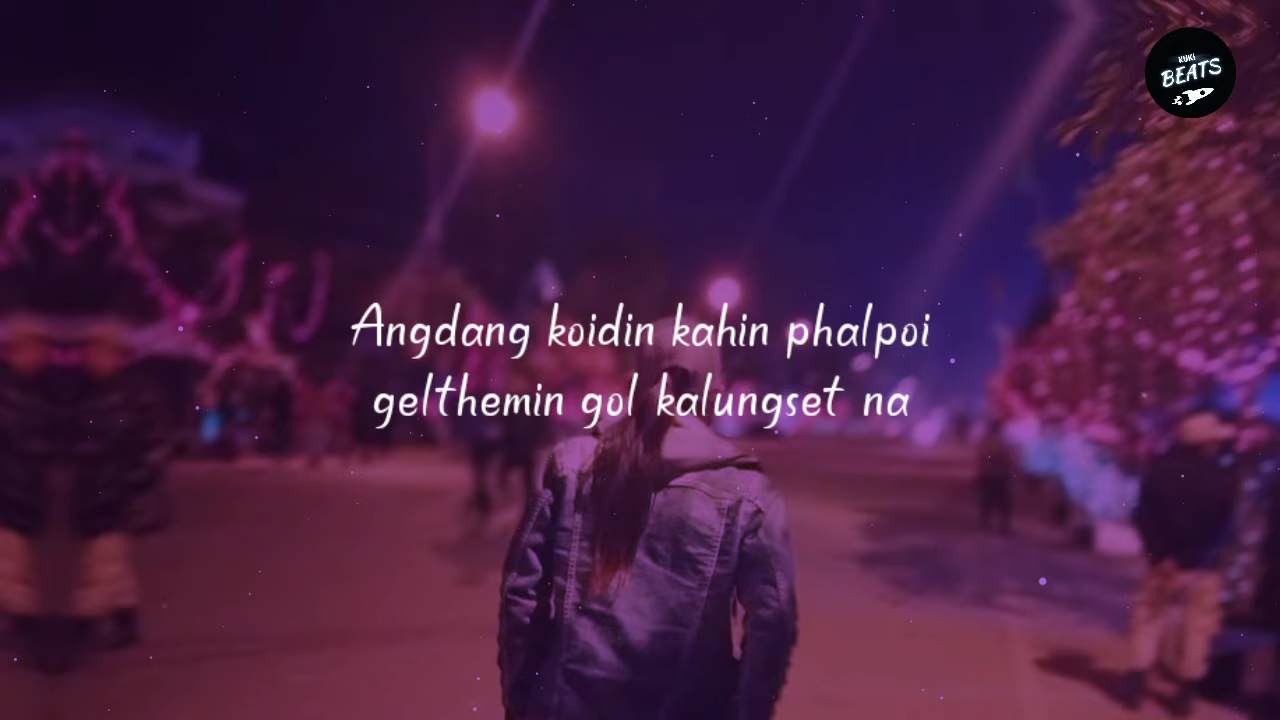 KUKI
BEATS
Angdang koidin kahin phalpoi
gelthemin gol kalungset na